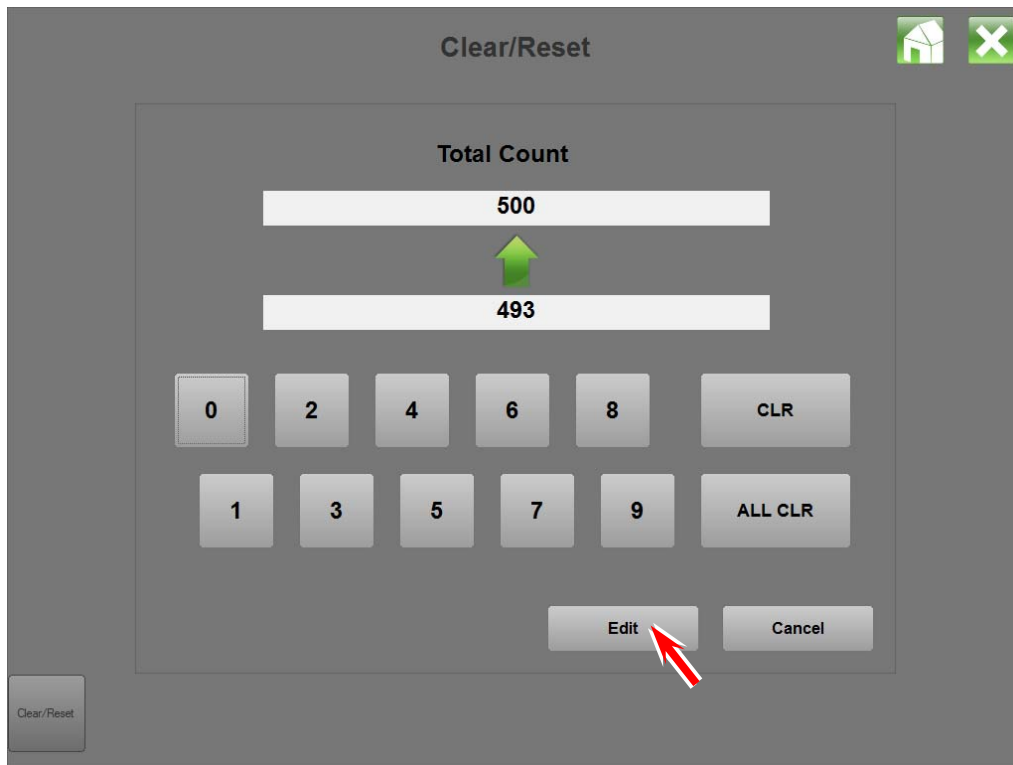 Clear/Reset
Total Count
500
493
0 2 4 6 8 CLR
1 3 5 7 9 ALL CLR
Edit Cancel
Clear/Reset